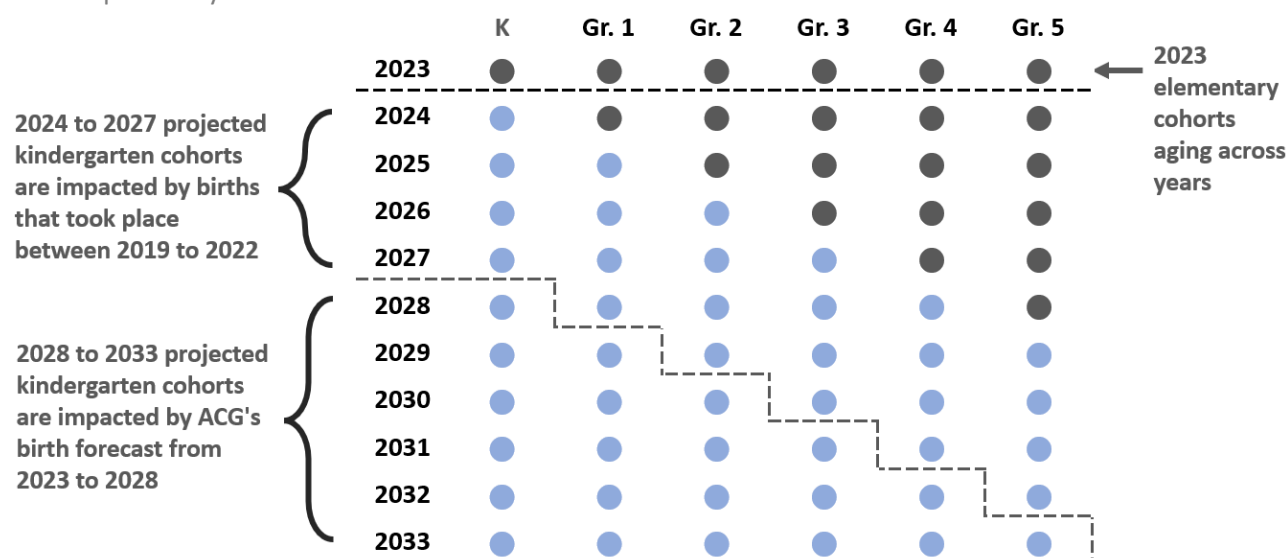 K Gr. 1 Gr. 2 Gr. 3 Gr. 4 Gr. 5
2023
2023
elementary
cohorts
aging across
years
2024 to 2027 projected
kindergarten cohorts
are impacted by births
that took place
between 2019 to 2022
2024
2025
2026
2027
2028 to 2033 projected
kindergarten cohorts
are impacted by ACG's
birth forecast from
2023 to 2028
2028
2029
2030
2031
2032
2033